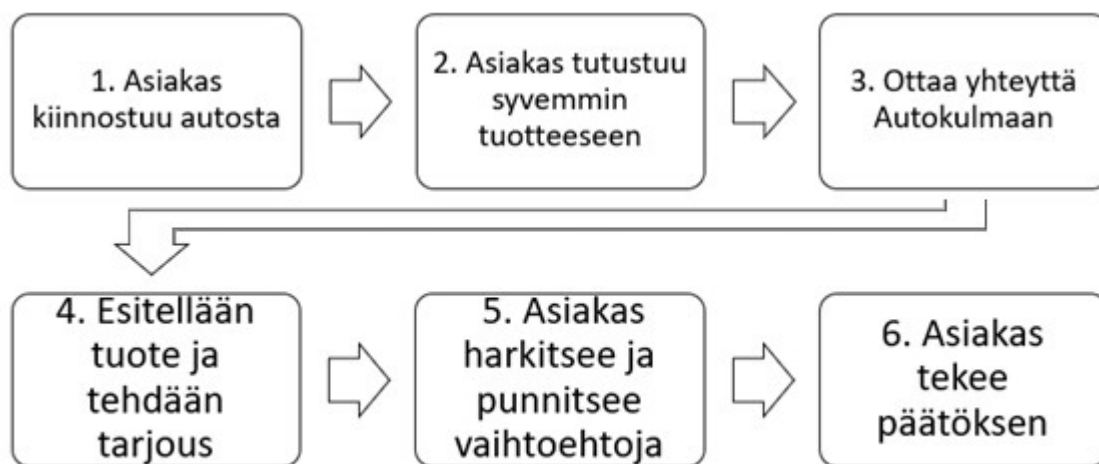 1. Asiakas
kiinnostuu autosta
2. Asiakas tutustuu
syvemmin
tuotteeseen
3. Ottaa yhteyttä
Autokulmaan
4. Esitellään
tuote ja
tehdään
tarjous
5. Asiakas
harkitsee ja
punnitsee
vaihtoehtoja
6. Asiakas
tekee
päätöksen